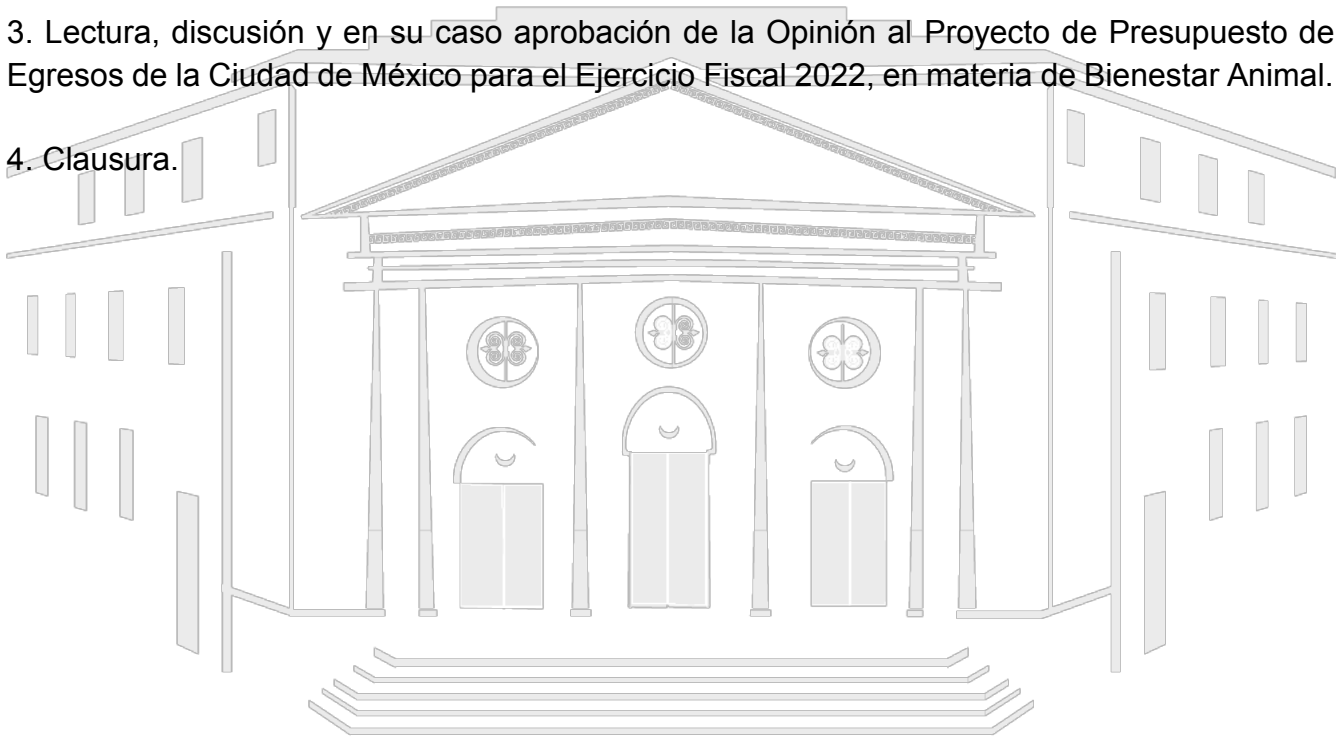 3. Lectura, discusión y en su caso aprobación de la Opinión al Proyecto de Presupuesto de
Egresos de la Ciudad de México para el Ejercicio Fiscal 2022, en materia de Bienestar Animal.
4. Clausura.